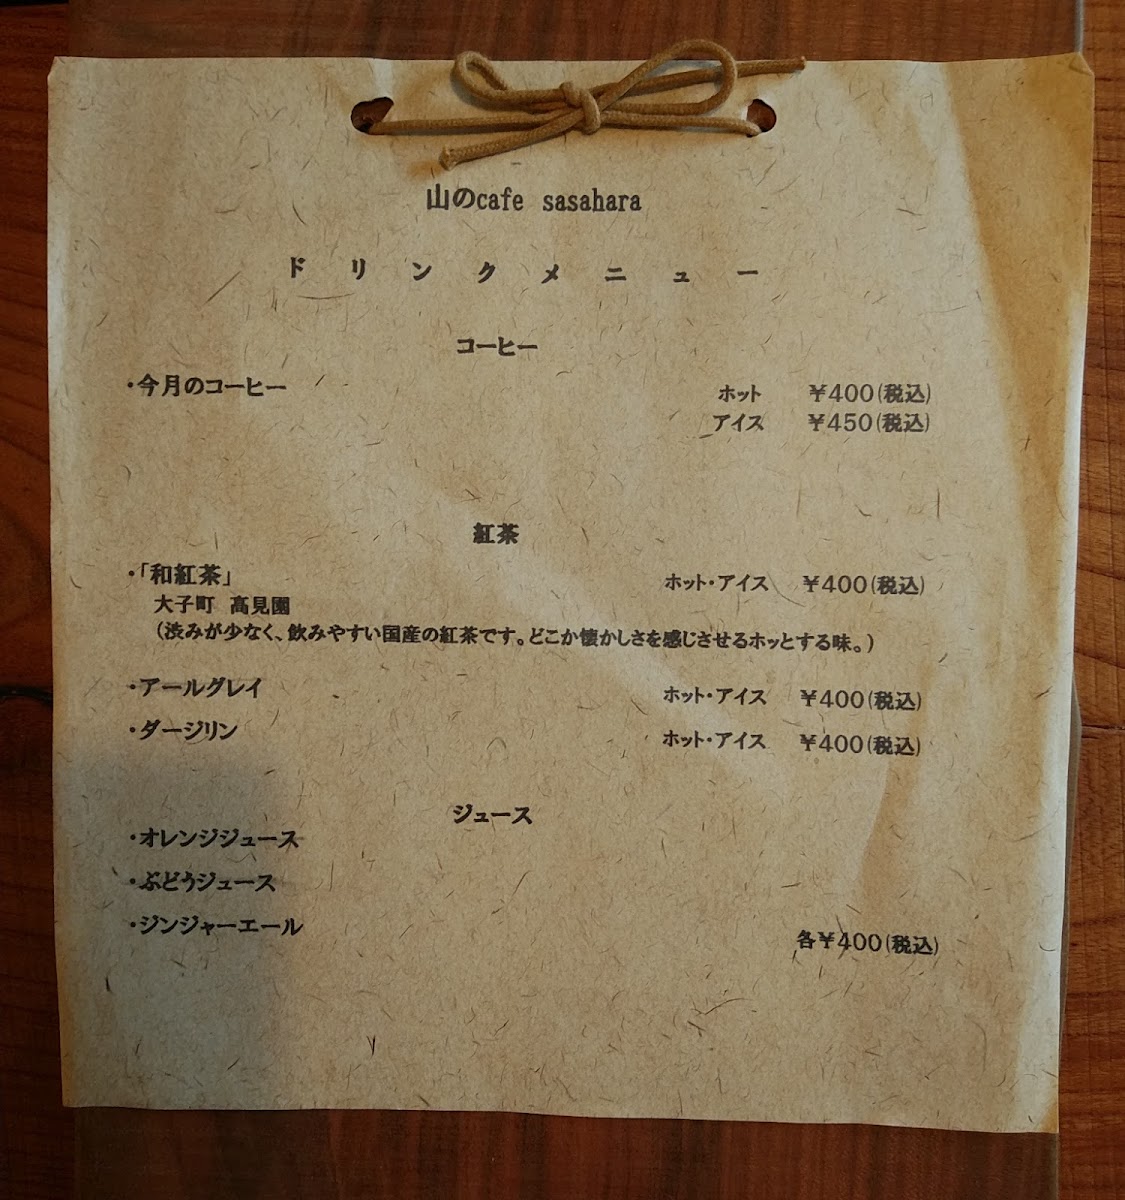 山のcafe sasahara
ドリンクメニュー
コーヒー
・今月のコーヒー ホット ￥400(税込)
アイス ￥450(税込)
紅茶
・「和紅茶」 ホット・アイス ￥400(税込)
大子町 高見園
（渋みが少なく、飲みやすい国産の紅茶です。どこか懐かしさを感じさせるホッとする味。）
・アールグレイ ホット・アイス ￥400(税込)
・ダージリン ホット・アイス ￥400(税込)
ジュース
・オレンジジュース
・ぶどうジュース
・ジンジャーエール
各￥400(税込)